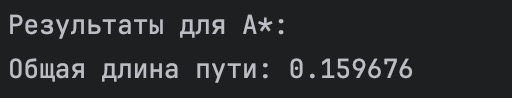 Результаты для A*:
Общая длина пути: 0.159676